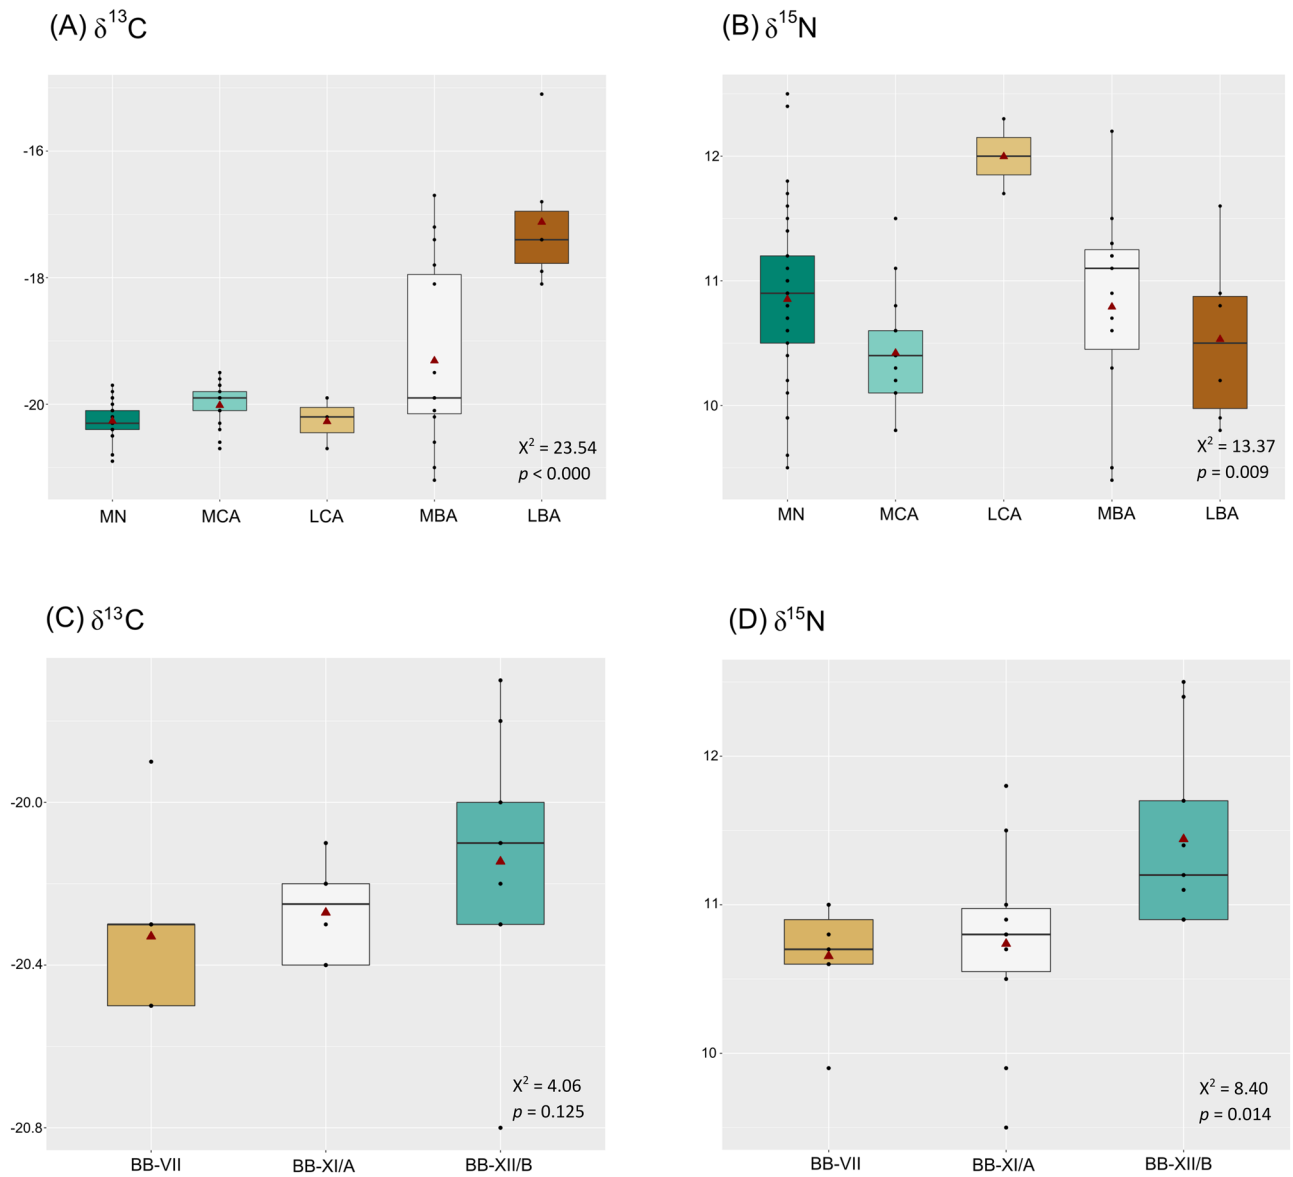 (A) δ¹³C
-16
-18
-20
X² = 23.54
p < 0.000
MN MCA LCA MBA LBA
(B) δ¹⁵N
12
11
10
X² = 13.37
p = 0.009
MN MCA LCA MBA LBA
(C) δ¹³C
-20.0
-20.4
-20.8
X² = 4.06
p = 0.125
BB-VII BB-XI/A BB-XII/B
(D) δ¹⁵N
12
11
10
X² = 8.40
p = 0.014
BB-VII BB-XI/A BB-XII/B